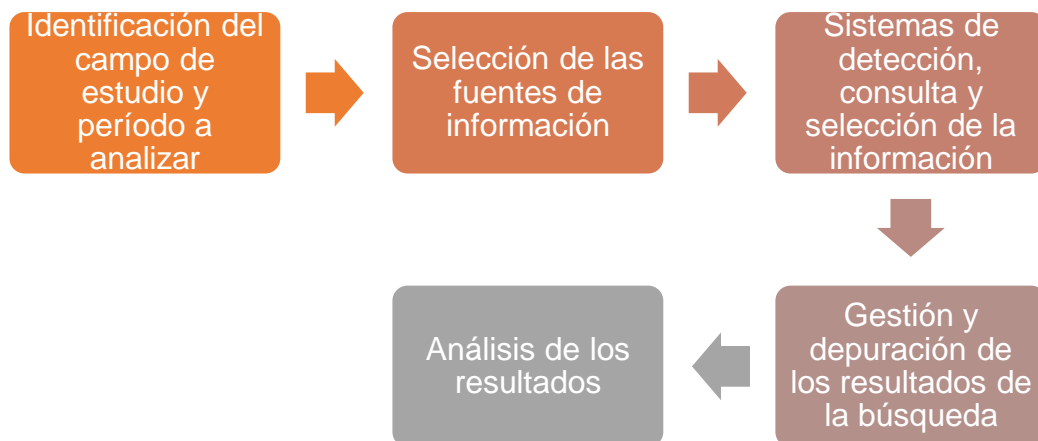 Identificación del
campo de
estudio y
período a
analizar
Selección de las
fuentes de
información
Sistemas de
detección,
consulta y
selección de la
información
Gestión y
depuración de
los resultados de
la búsqueda
Análisis de los
resultados